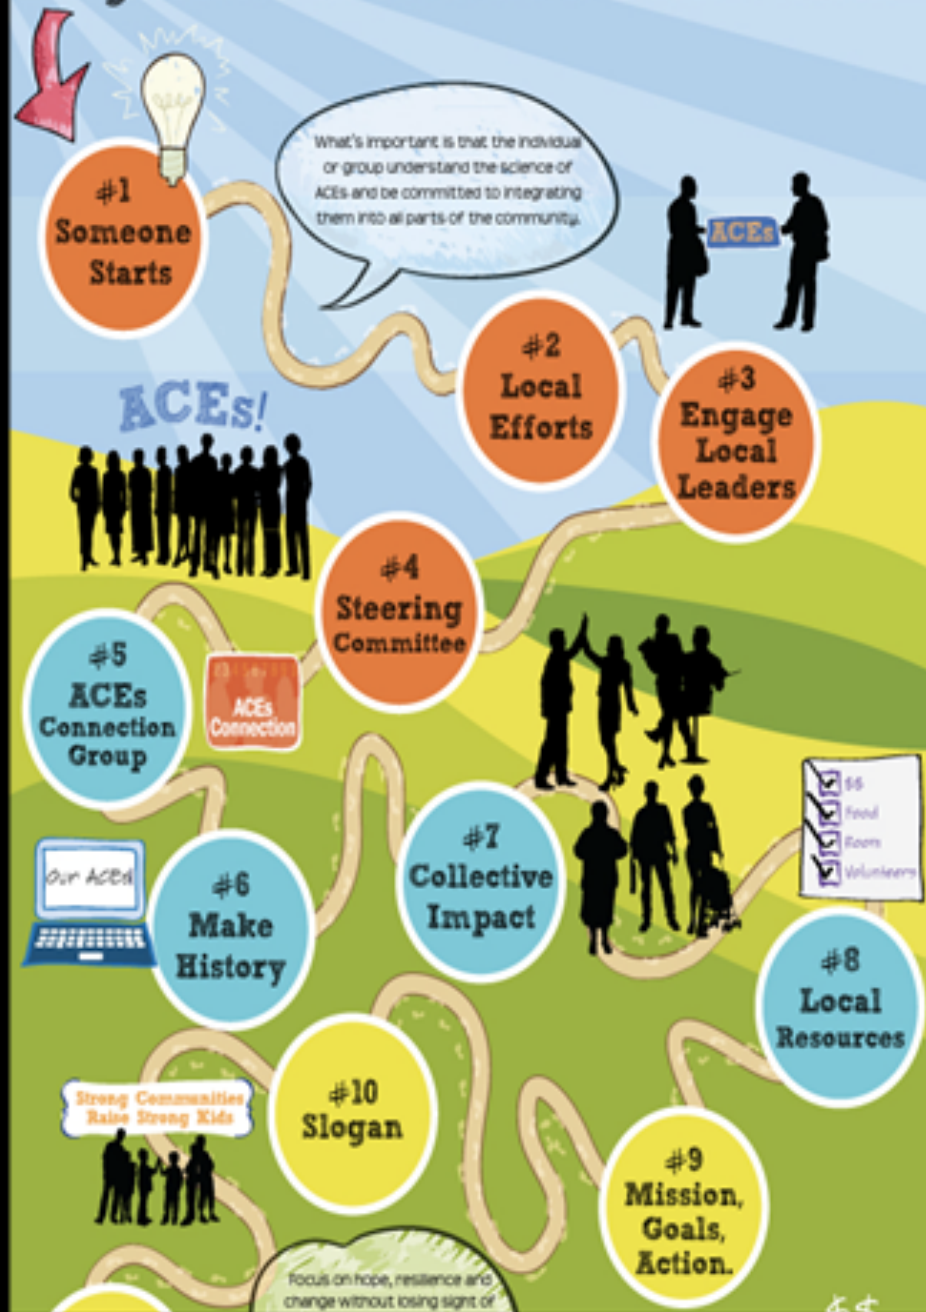 #1
Someone
Starts
What's important is that the individual
or group understand the science of
ACEs and be committed to integrating
them into all parts of the community.
ACEs
#2
Local
Efforts
#3
Engage
Local
Leaders
ACEs!
#4
Steering
Committee
#5
ACEs
Connection
Group
ACEs
Connection
#6
Make
History
Our ACEs!
#7
Collective
Impact
$$
Food
Room
Volunteers
#8
Local
Resources
#9
Mission,
Goals,
Action.
#10
Slogan
Strong Communities
Raise Strong Kids
Focus on hope, resilience and
change without losing sight of